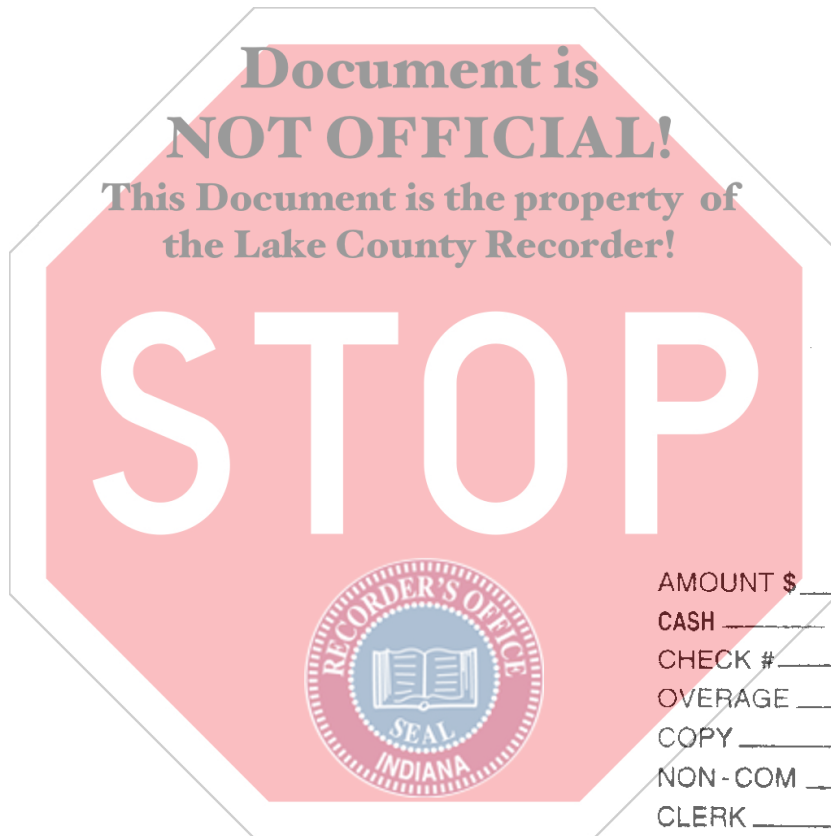 Document is
NOT OFFICIAL!
This Document is the property of
the Lake County Recorder!
STOP
RECORDER'S OFFICE
SEAL
INDIANA
AMOUNT $
CASH
CHECK #
OVERAGE
COPY
NON-COM
CLERK